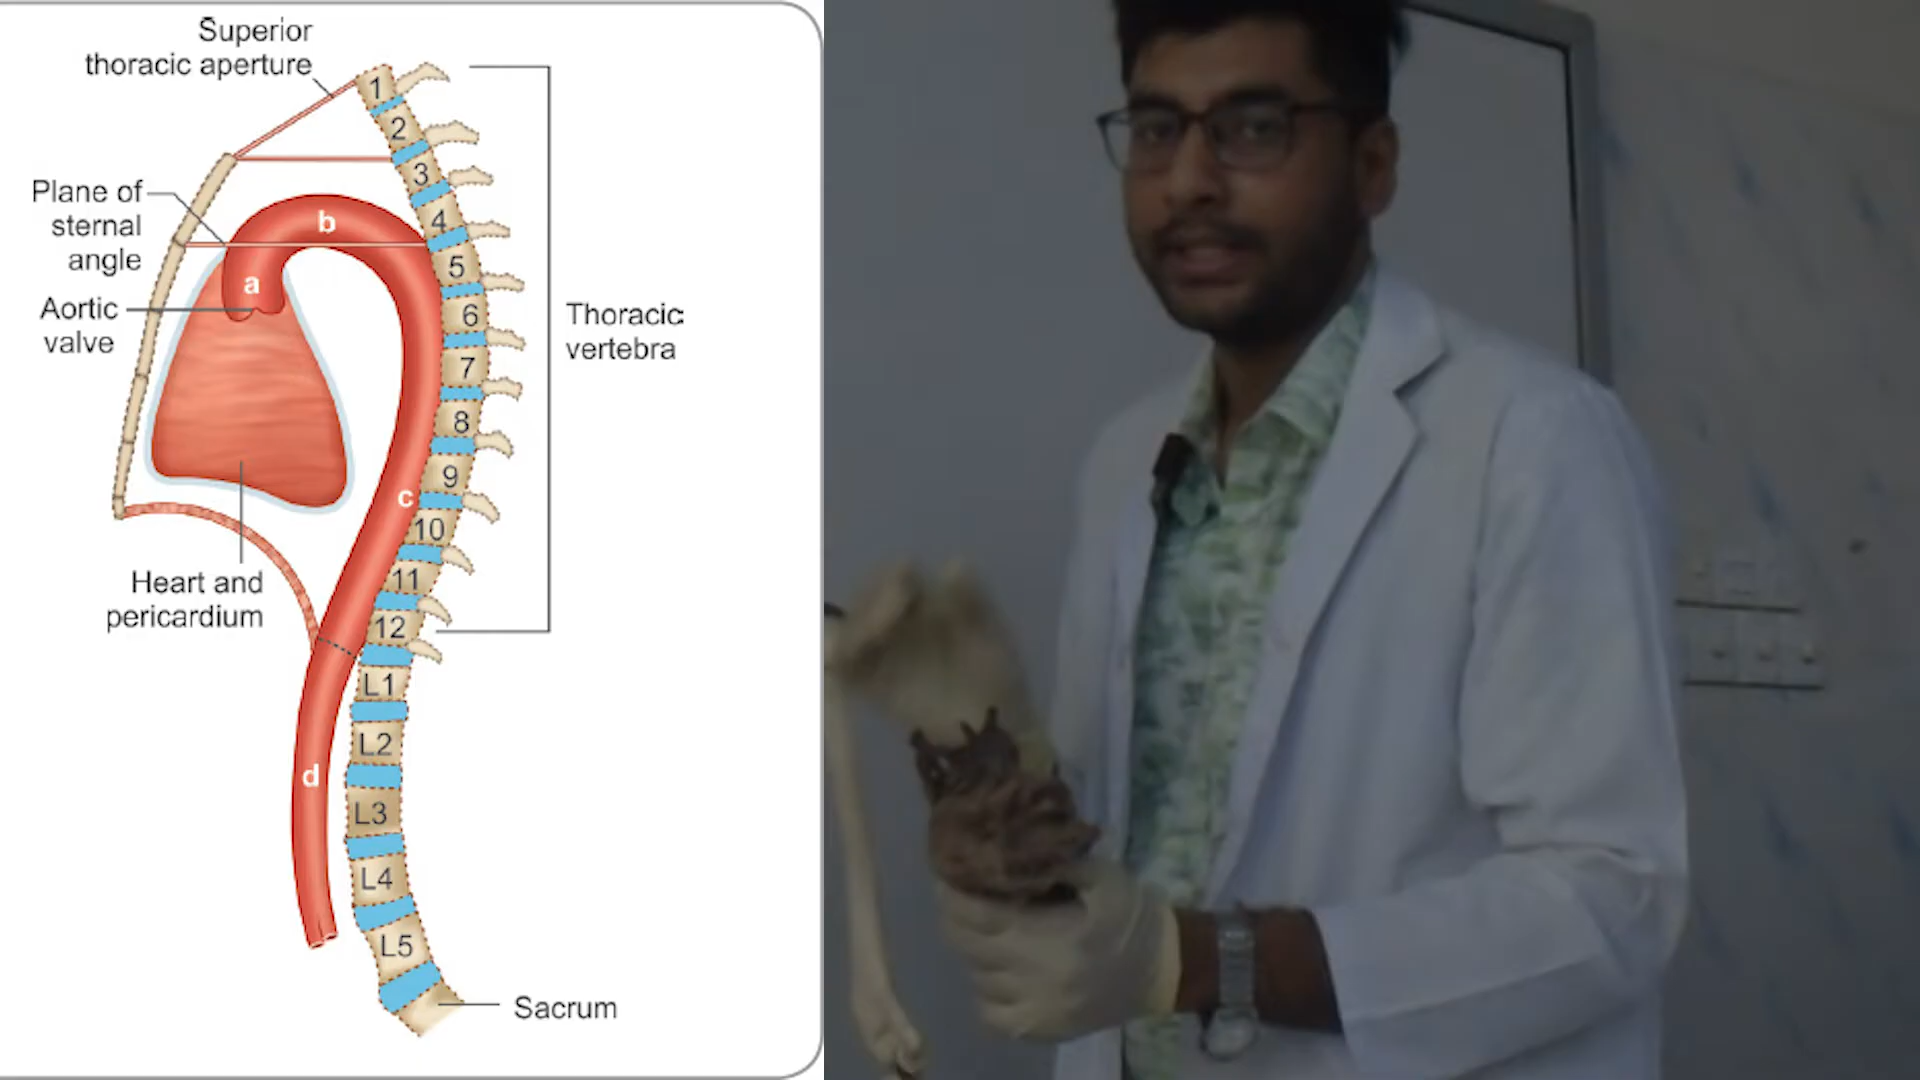 Superior
thoracic aperture
1
2
3
Plane of
sternal
angle
b
4
a
5
Aortic
valve
6
Thoracic
vertebra
7
8
9
c
10
11
Heart and
pericardium
12
L1
L2
d
L3
L4
L5
Sacrum